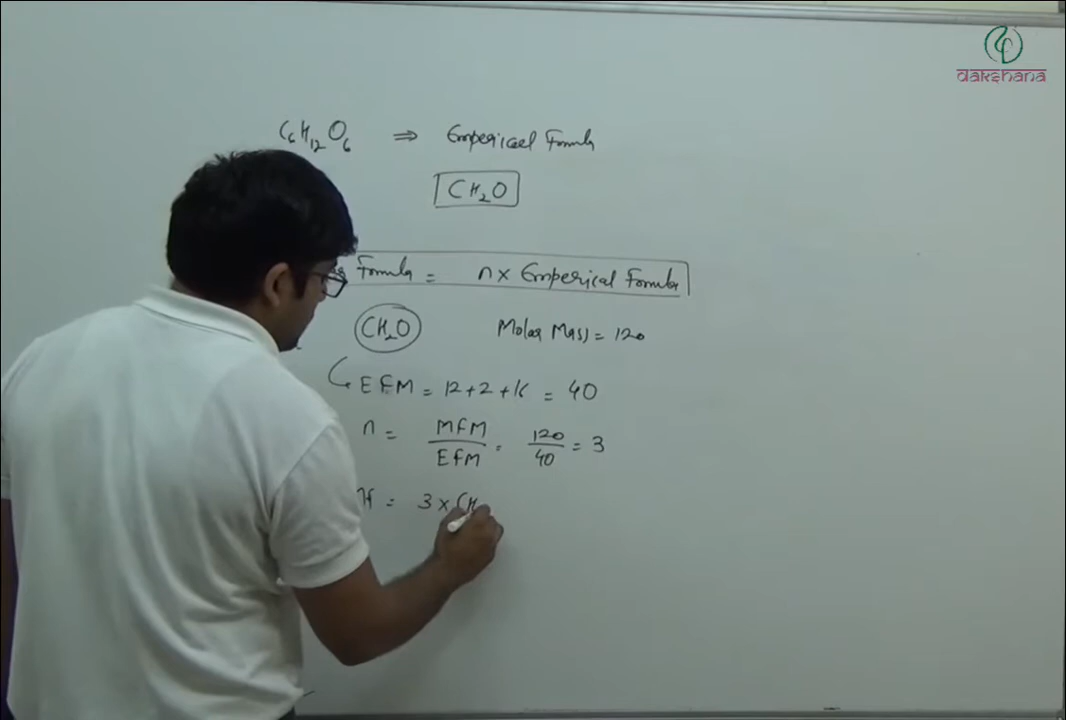 dakshana
C₆H₁₂O₆ ⇒ Emperical Formula
CH₂O
Formula = n× Emperical Formula
CH₂O Molar Mass = 120
EFM = 12+2+16 = 40
n = MFM/EFM = 120/40 = 3
= 3 × CH